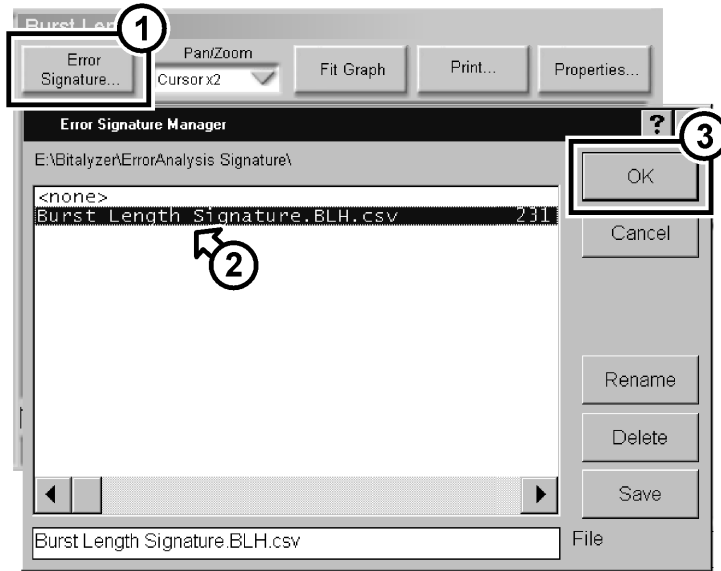 Burst Len
1
Error
Signature...
Pan/Zoom
Cursor x2
Fit Graph
Print...
Properties...
Error Signature Manager
?
3
E:\Bitalyzer\ErrorAnalysis Signature\
OK
<none>
Burst Length Signature.BLH.csv 231
Cancel
2
Rename
Delete
Save
Burst Length Signature.BLH.csv
File